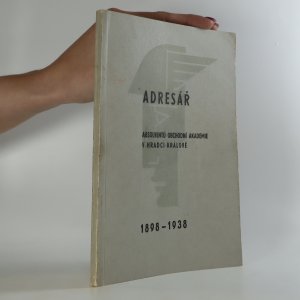 ADRESÁŘ
ABSOLVENTŮ OBCHODNÍ AKADEMIE
V HRADCI KRÁLOVÉ
1898-1938